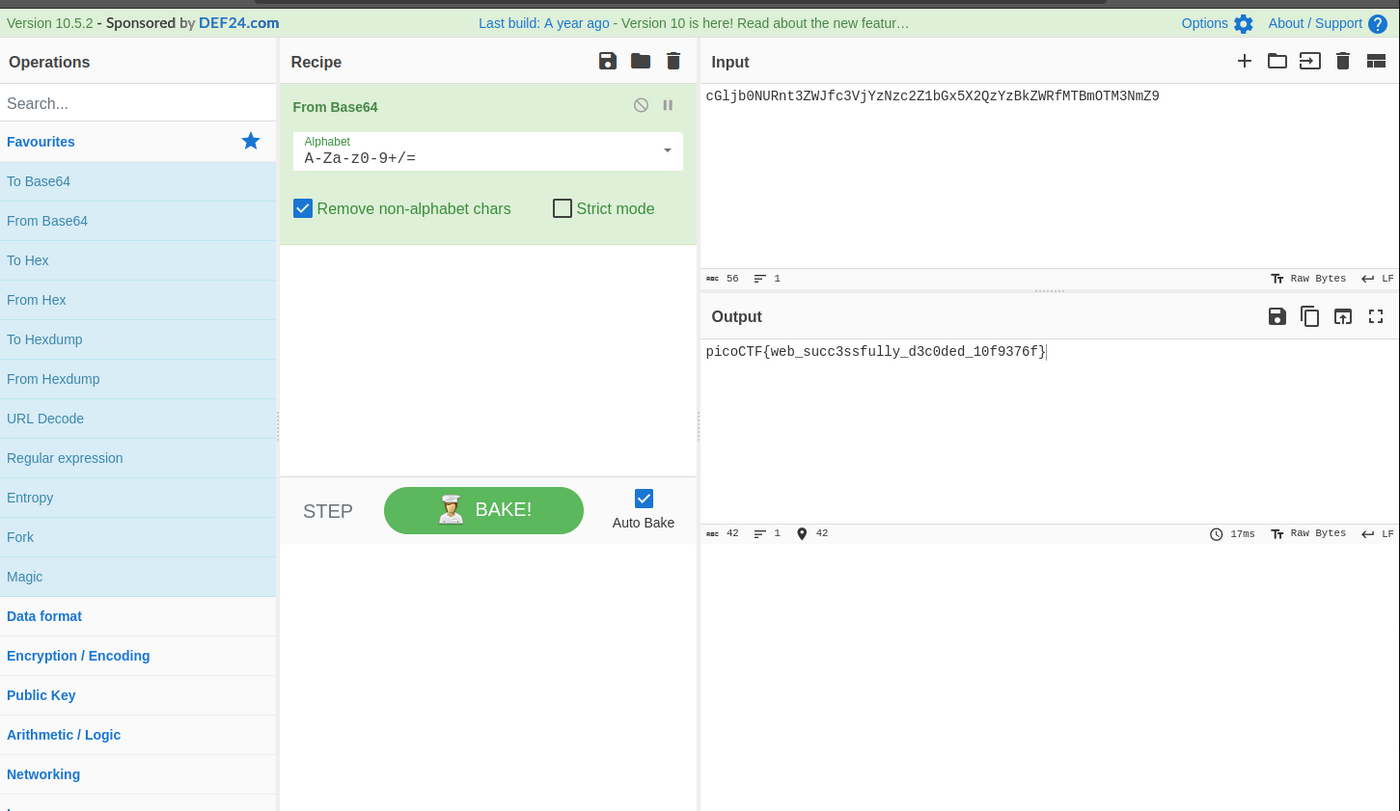 Version 10.5.2 - Sponsored by DEF24.com
Last build: A year ago - Version 10 is here! Read about the new featur…
Options
About / Support
Operations
Search...
Favourites
To Base64
From Base64
To Hex
From Hex
To Hexdump
From Hexdump
URL Decode
Regular expression
Entropy
Fork
Magic
Data format
Encryption / Encoding
Public Key
Arithmetic / Logic
Networking
Recipe
From Base64
Alphabet
A-Za-z0-9+/=
Remove non-alphabet chars
Strict mode
STEP
BAKE!
Auto Bake
Input
cGljb0NURnt3ZWJfc3VjYzNzc2Z1bGx5X2QzYzBkZWRfMTBmOTM3NmZ9
ABC 56 1
Raw Bytes LF
Output
picoCTF{web_succ3ssfully_d3c0ded_10f9376f}
ABC 42 1 42
17ms Raw Bytes LF